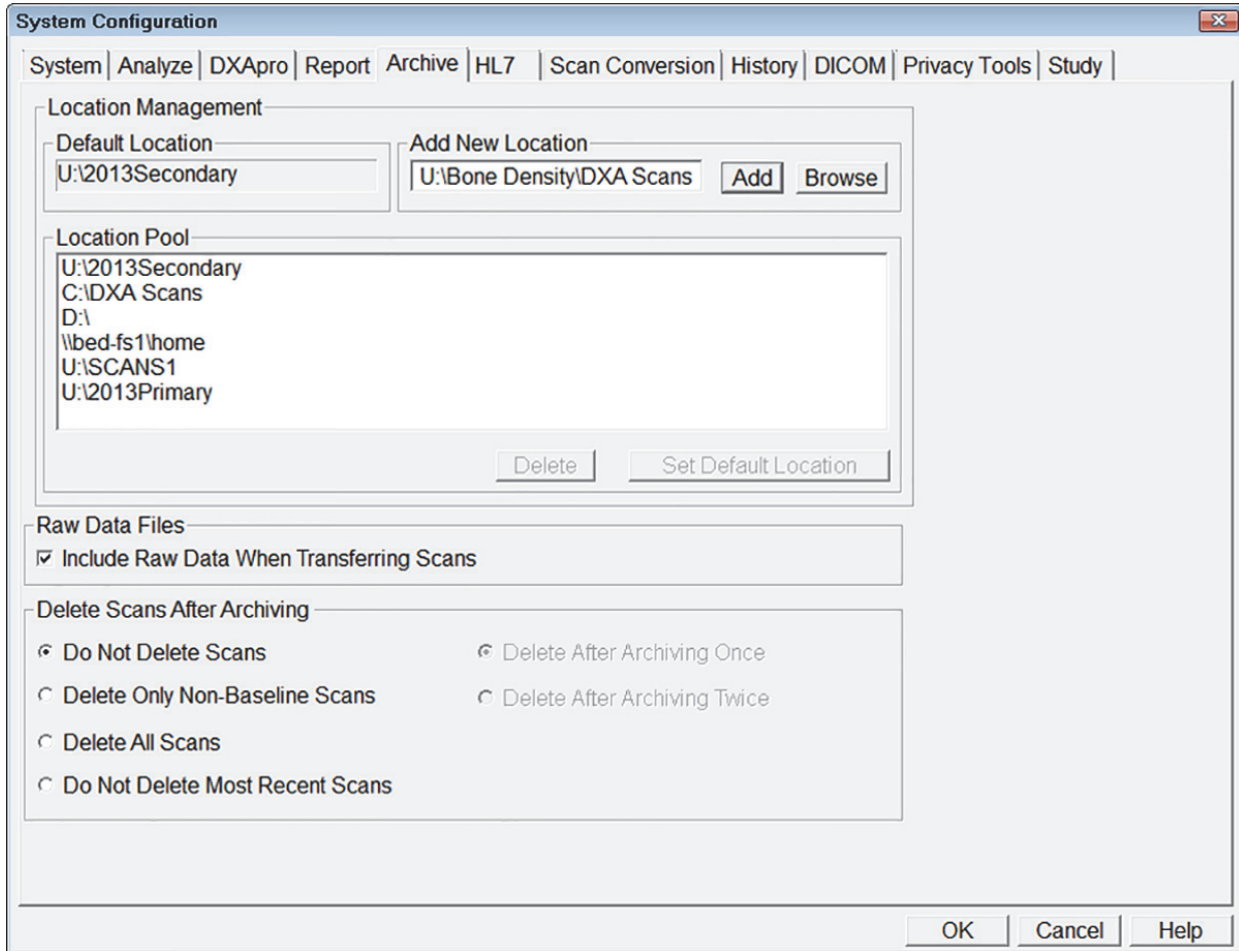 System Configuration
System Analyze DXApro Report Archive HL7 Scan Conversion History DICOM Privacy Tools Study
Location Management
Default Location
U:\2013Secondary
Add New Location
U:\Bone Density\DXA Scans Add Browse
Location Pool
U:\2013Secondary
C:\DXA Scans
D:\
\\bed-fs1\home
U:\SCANS1
U:\2013Primary
Delete Set Default Location
Raw Data Files
Include Raw Data When Transferring Scans
Delete Scans After Archiving
Do Not Delete Scans Delete After Archiving Once
Delete Only Non-Baseline Scans Delete After Archiving Twice
Delete All Scans
Do Not Delete Most Recent Scans
OK Cancel Help